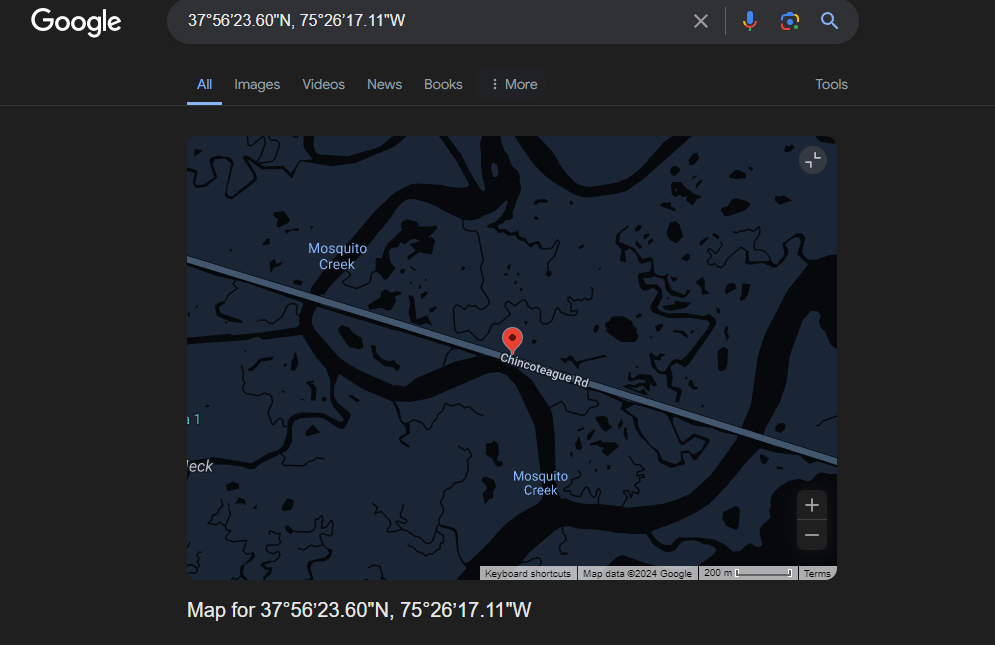 Google
37°56'23.60"N, 75°26'17.11"W
All Images Videos News Books More Tools
Mosquito
Creek
Chincoteague Rd
a 1
leck
Mosquito
Creek
Keyboard shortcuts Map data ©2024 Google 200 m Terms
Map for 37°56'23.60"N, 75°26'17.11"W